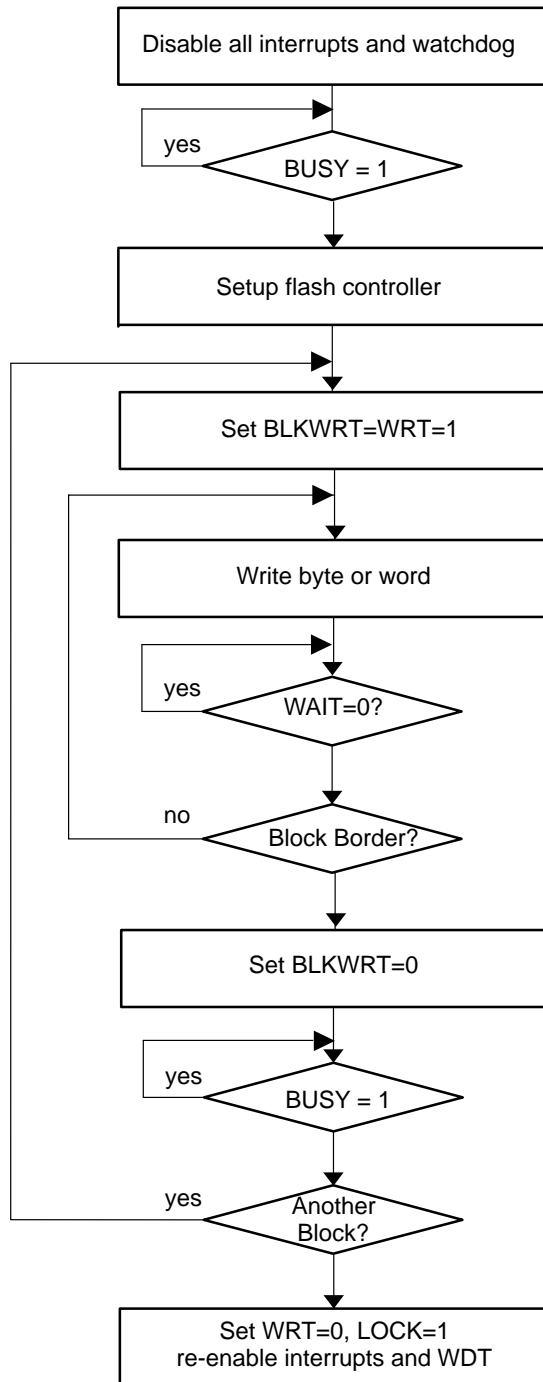 Disable all interrupts and watchdog
yes
BUSY = 1
Setup flash controller
Set BLKWRT=WRT=1
Write byte or word
yes
WAIT=0?
no
Block Border?
Set BLKWRT=0
yes
BUSY = 1
yes
Another
Block?
Set WRT=0, LOCK=1
re-enable interrupts and WDT